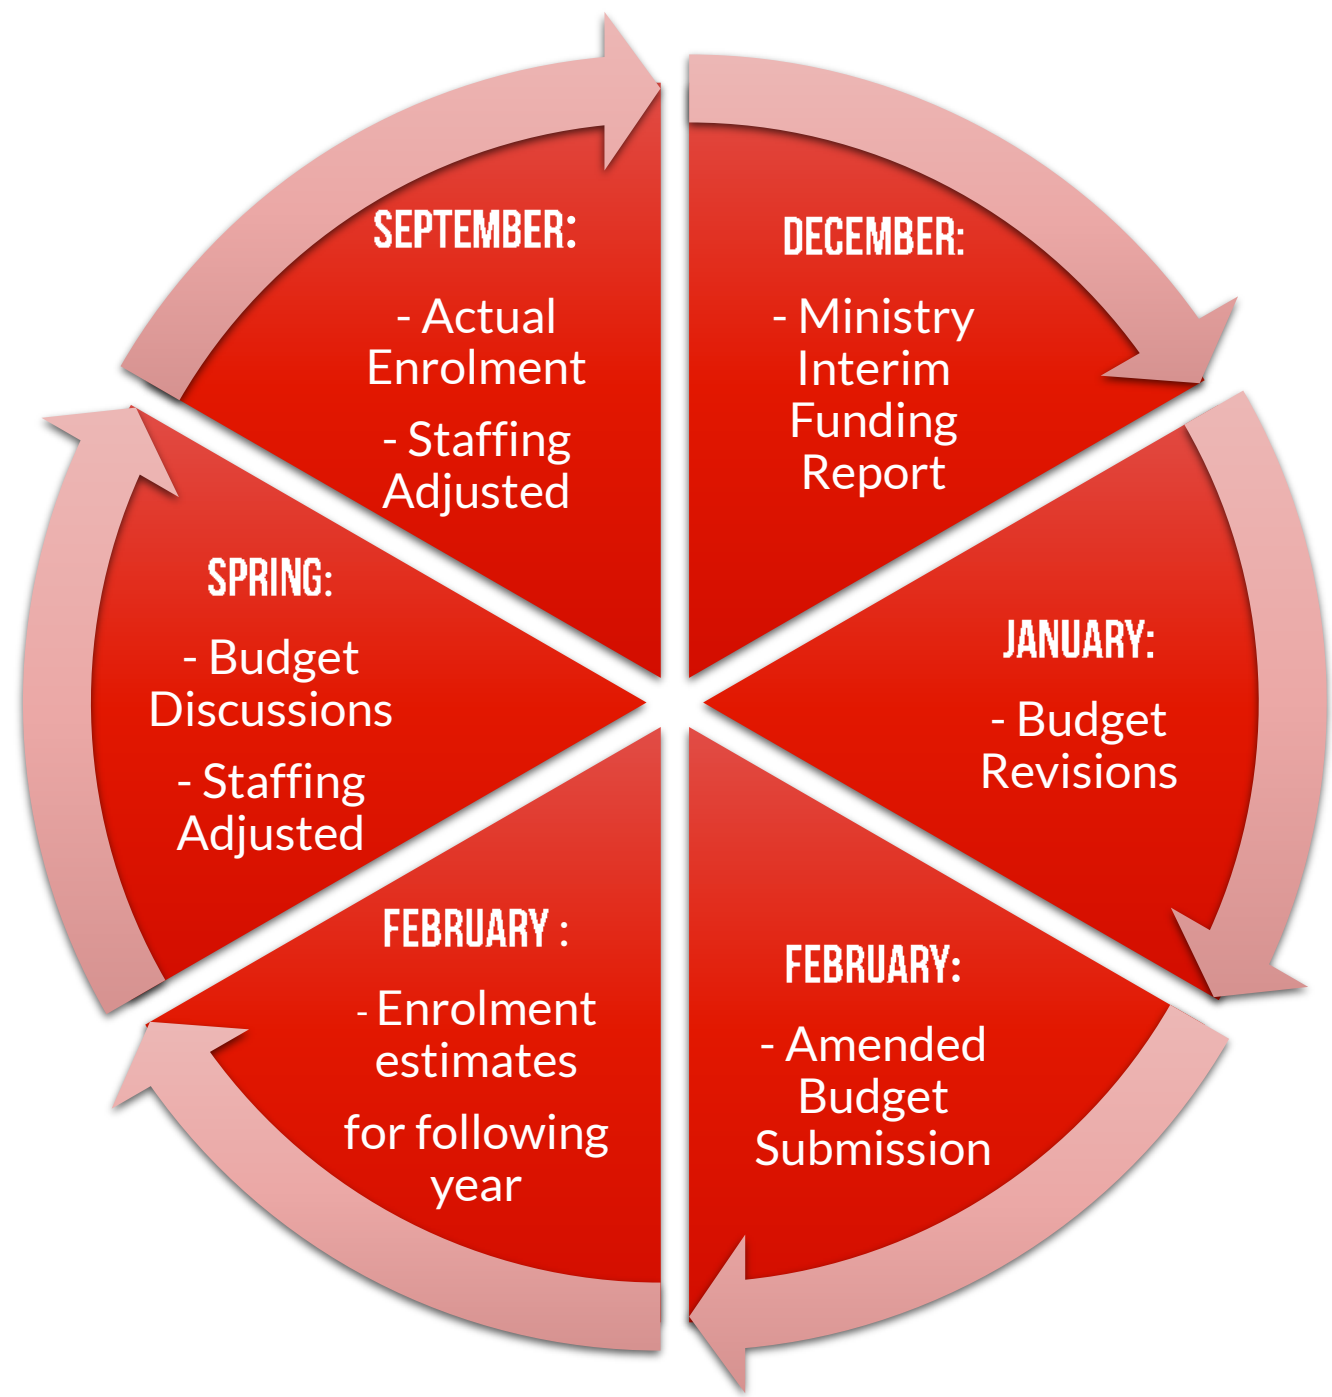 SEPTEMBER:
- Actual
Enrolment
- Staffing
Adjusted
DECEMBER:
- Ministry
Interim
Funding
Report
JANUARY:
- Budget
Revisions
FEBRUARY:
- Amended
Budget
Submission
FEBRUARY :
- Enrolment
estimates
for following
year
SPRING:
- Budget
Discussions
- Staffing
Adjusted